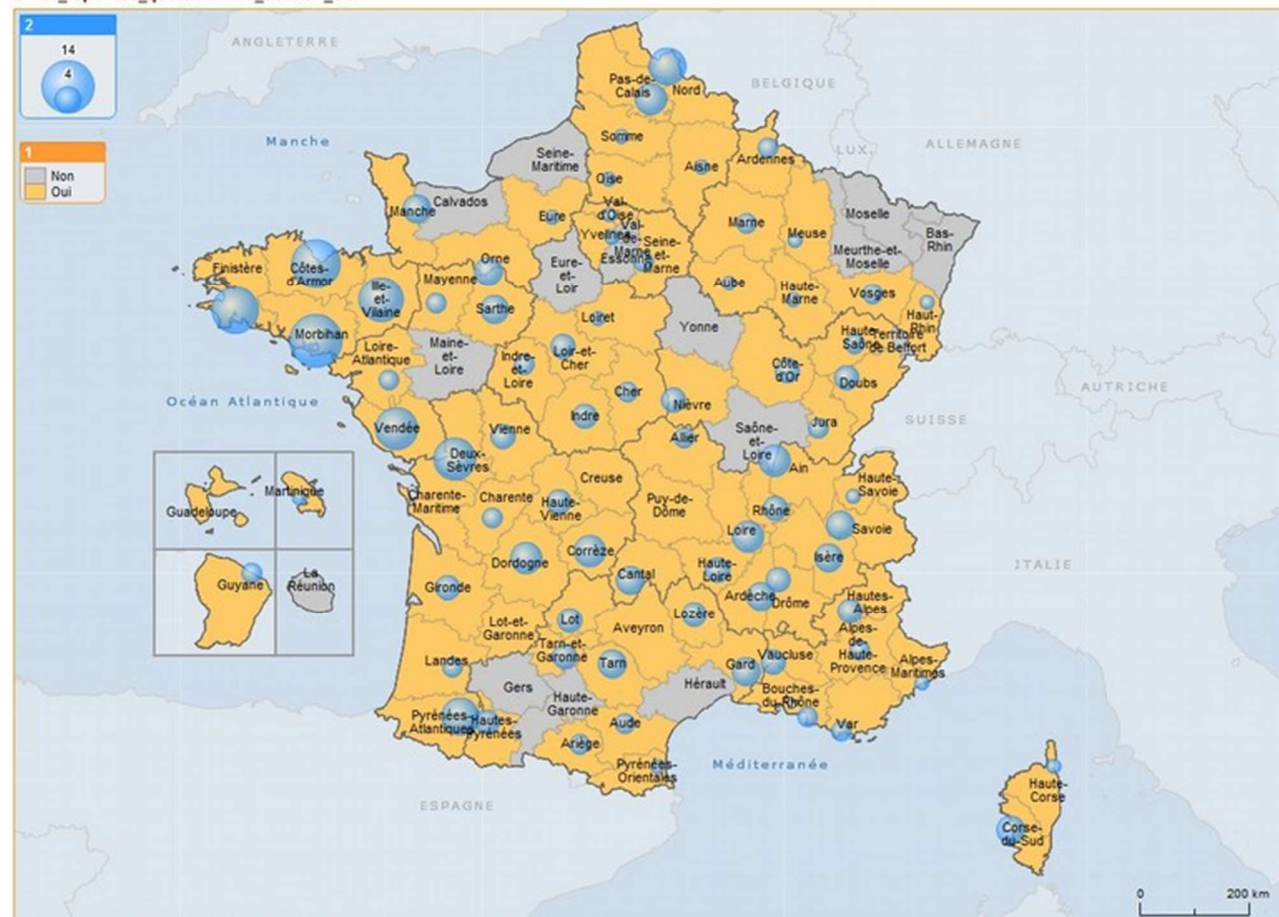 2
14
4
1
Non
Oui
ANGLETERRE
BELGIQUE
LUX.
ALLEMAGNE
Manche
Pas-de-
Calais
Nord
Somme
Seine-
Maritime
Oise
Aisne
Ardennes
Manche
Calvados
Eure
Val-
d'Oise
Yvelines
Val-
de-
Marne
Essonne
Seine-
et-
Marne
Marne
Meuse
Moselle
Meurthe-et-
Moselle
Bas-
Rhin
Finistère
Côtes-
d'Armor
Ille-
et-
Vilaine
Mayenne
Orne
Sarthe
Eure-
et-
Loir
Aube
Haute-
Marne
Vosges
Haut-
Rhin
Morbihan
Loire-
Atlantique
Maine-
et-
Loire
Loiret
Yonne
Haute-
Saône
Territoire
de Belfort
Indre-
et-
Loire
Loir-et-
Cher
Côte-
d'Or
Doubs
AUTRICHE
Océan Atlantique
Cher
Nièvre
SUISSE
Vendée
Vienne
Indre
Allier
Saône-
et-
Loire
Jura
Deux-
Sèvres
Ain
Haute-
Savoie
Charente-
Maritime
Charente
Haute-
Vienne
Creuse
Puy-de-
Dôme
Rhône
Loire
Savoie
Guadeloupe
Martinique
Guyane
La
Réunion
Dordogne
Corrèze
Cantal
Haute-
Loire
Isère
ITALIE
Gironde
Ardèche
Drôme
Hautes-
Alpes
Lot-et-
Garonne
Lot
Aveyron
Lozère
Alpes-
de-
Haute-
Provence
Landes
Tarn-et-
Garonne
Tarn
Gard
Vaucluse
Alpes-
Maritimes
Gers
Haute-
Garonne
Hérault
Bouches-
du-Rhône
Var
Pyrénées-
Atlantiques
Hautes-
Pyrénées
Ariège
Aude
Pyrénées-
Orientales
Méditerranée
ESPAGNE
Haute-
Corse
Corse-
du-Sud
0
200 km